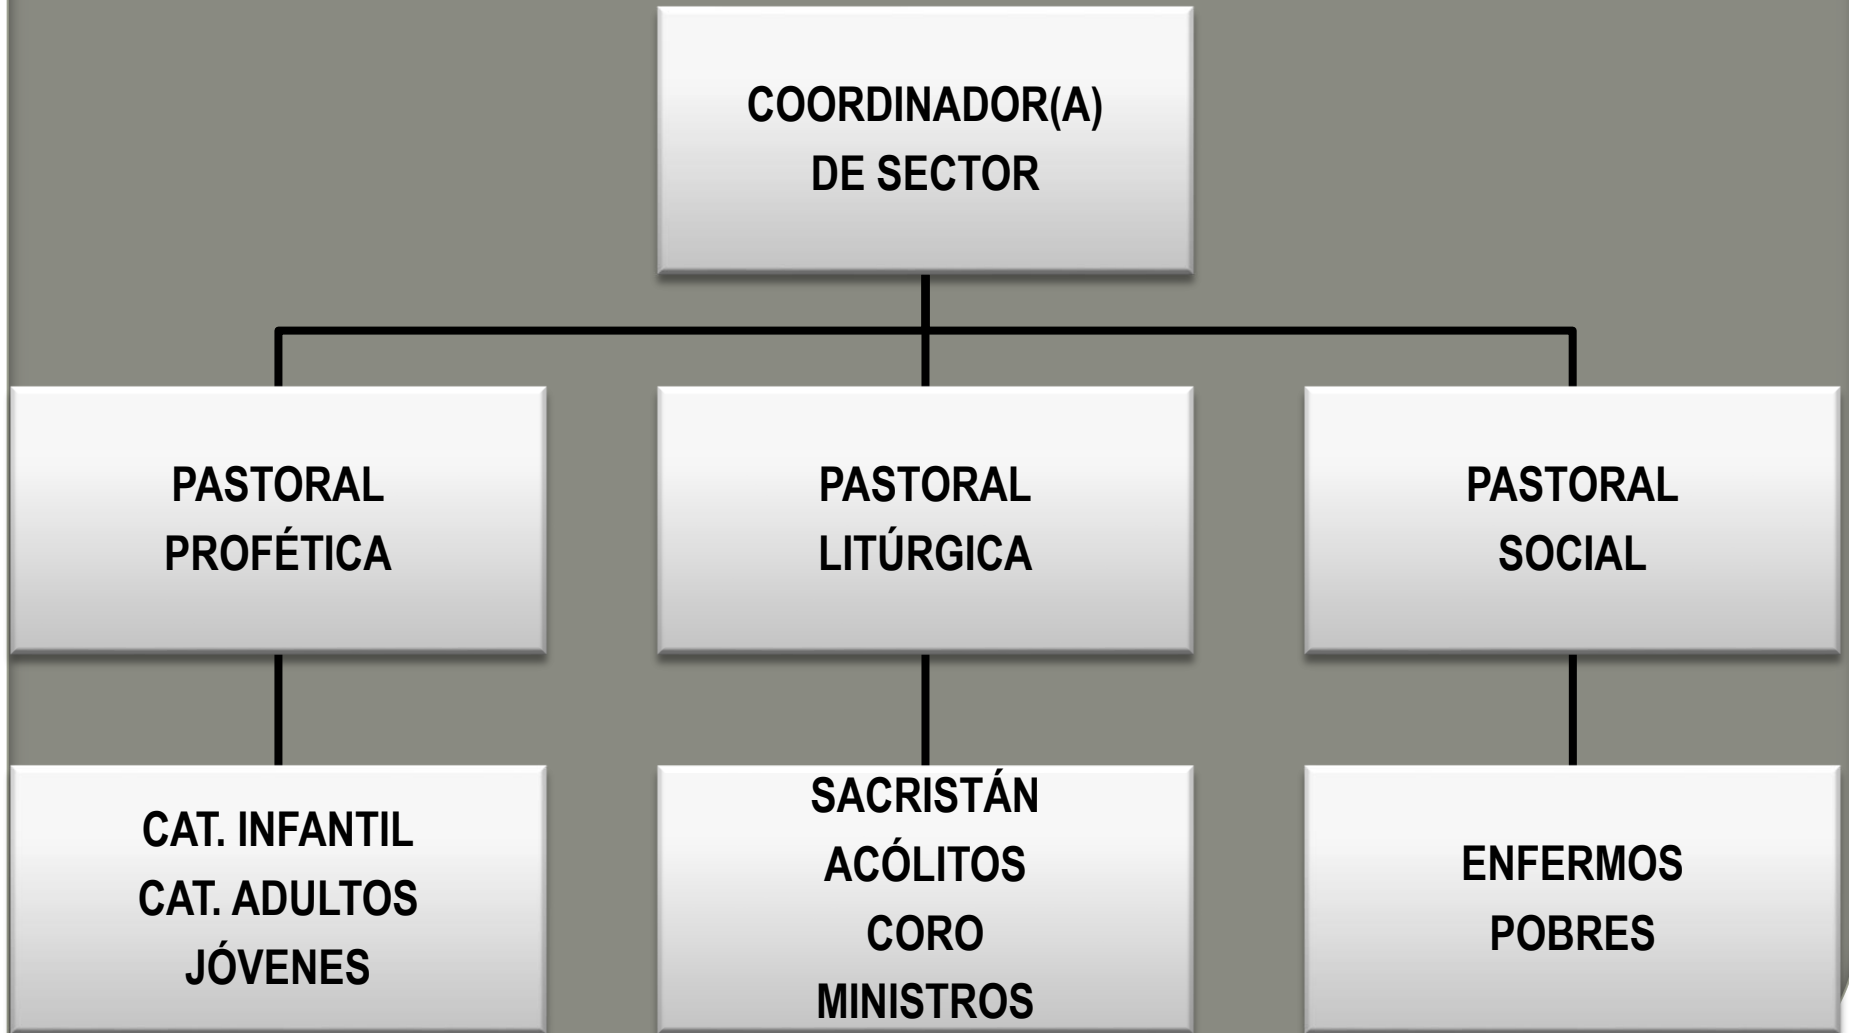 COORDINADOR(A)
DE SECTOR
PASTORAL
PROFÉTICA
PASTORAL
LITÚRGICA
PASTORAL
SOCIAL
CAT. INFANTIL
CAT. ADULTOS
JÓVENES
SACRISTÁN
ACÓLITOS
CORO
MINISTROS
ENFERMOS
POBRES